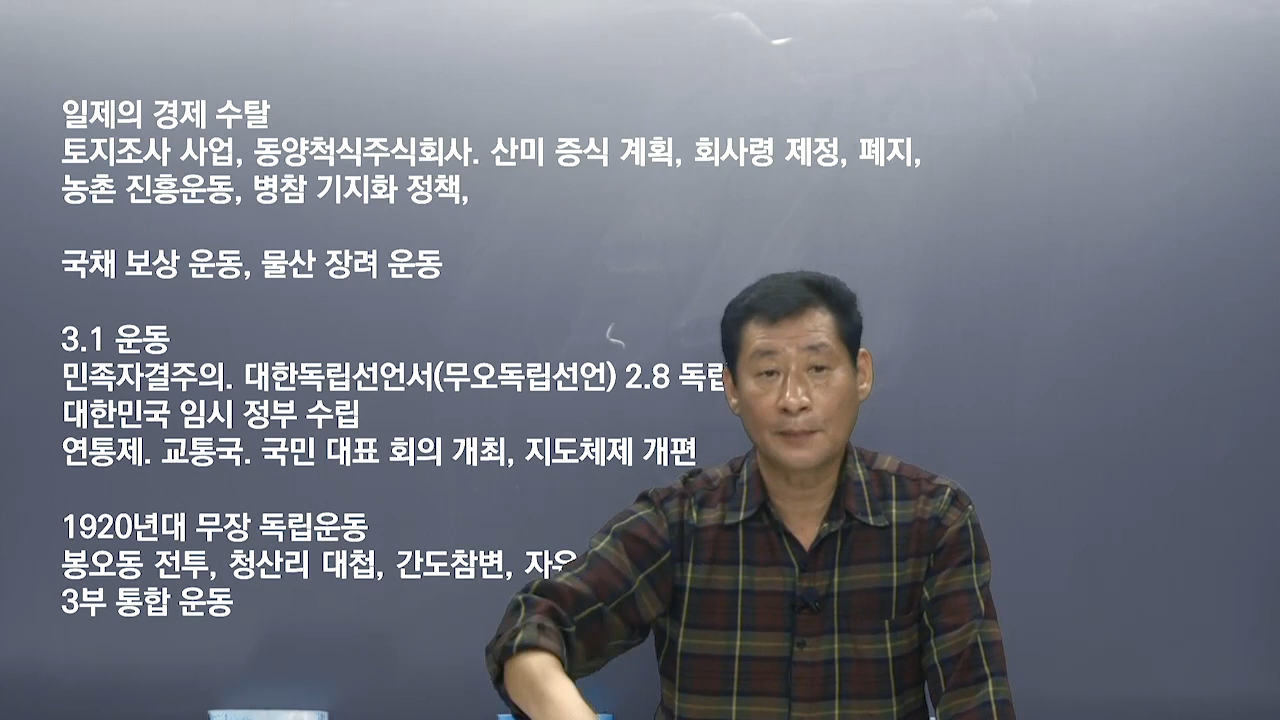 일제의 경제 수탈
토지조사 사업, 동양척식주식회사. 산미 증식 계획, 회사령 제정, 폐지,
농촌 진흥운동, 병참 기지화 정책,
국채 보상 운동, 물산 장려 운동
3.1 운동
민족자결주의. 대한독립선언서(무오독립선언) 2.8
대한민국 임시 정부 수립
연통제. 교통국. 국민 대표 회의 개최, 지도체제 개편
1920년대 무장 독립운동
봉오동 전투, 청산리 대첩, 간도참변,
3부 통합 운동